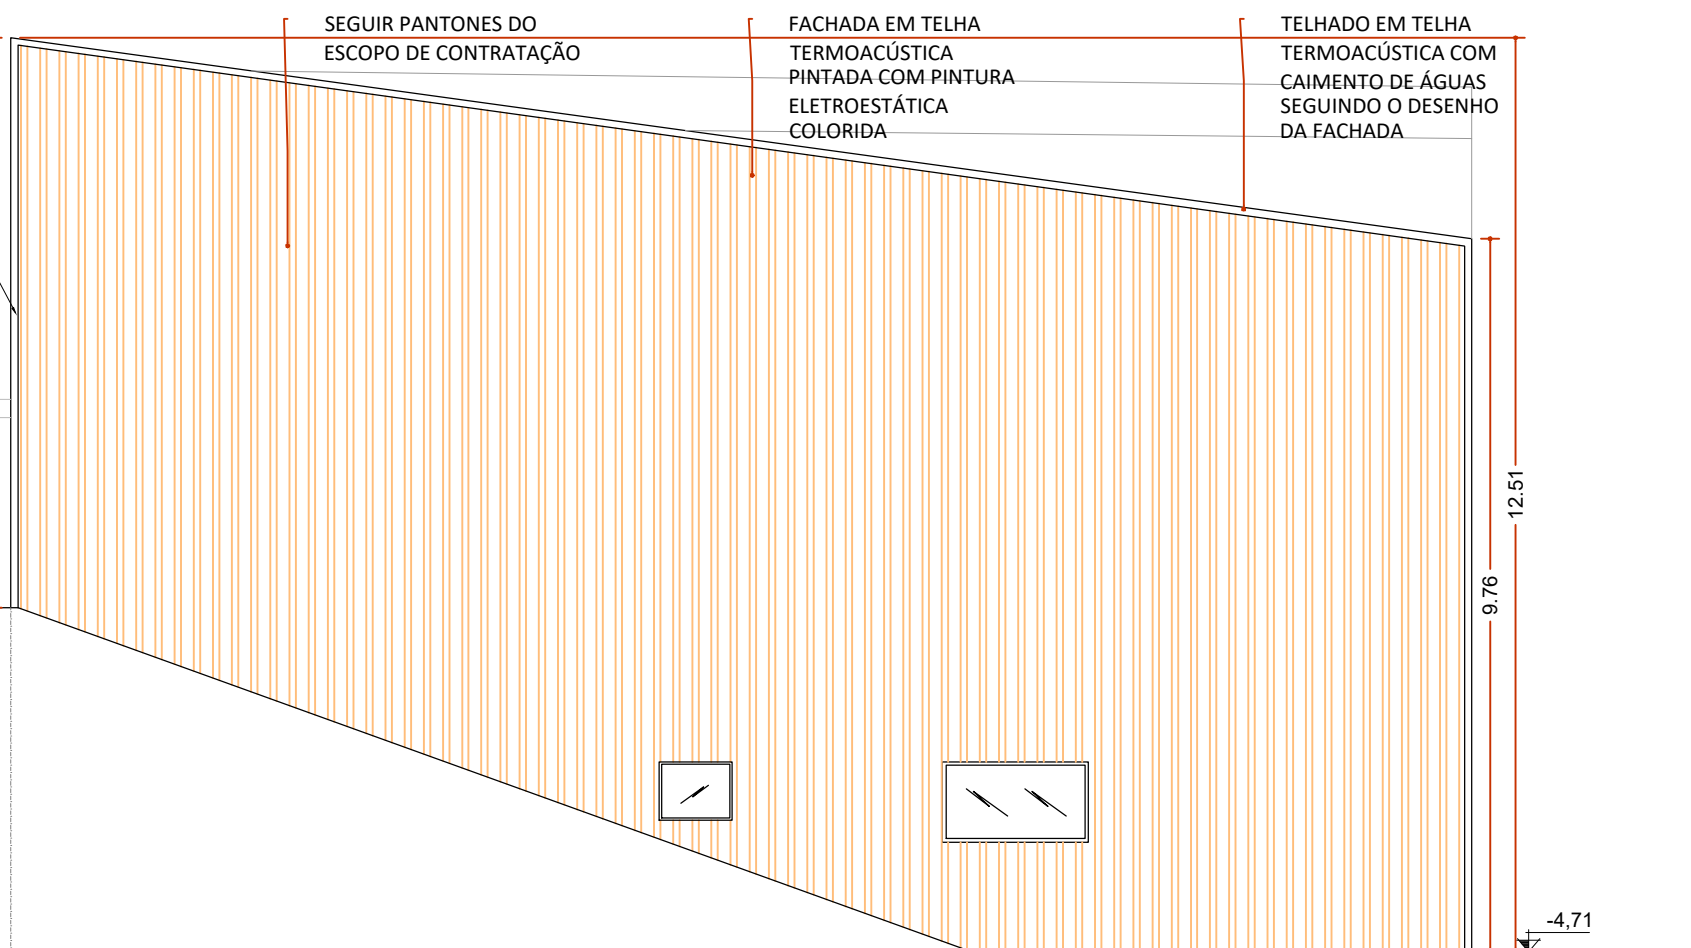 SEGUIR PANTONES DO
ESCOPO DE CONTRATAÇÃO
FACHADA EM TELHA
TERMOACÚSTICA
PINTADA COM PINTURA
ELETROESTÁTICA
COLORIDA
TELHADO EM TELHA
TERMOACÚSTICA COM
CAIMENTO DE ÁGUAS
SEGUINDO O DESENHO
DA FACHADA
12.51
9.76
-4,71